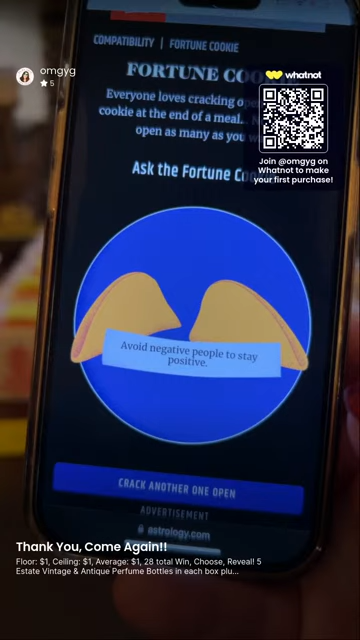 COMPATIBILITY | FORTUNE COOKIE
omgyg
★ 5
whatnot
FORTUNE
Everyone loves cracking
cookie at the end of a meal.
open as many as you
Ask the Fortune
Join @omgyg on
Whatnot to make
your first purchase!
Avoid negative people to stay
positive.
CRACK ANOTHER ONE OPEN
ADVERTISEMENT
astrology.com
Thank You, Come Again!!
Floor: $1, Ceiling: $1, Average: $1, 28 total Win, Choose, Reveal! 5
Estate Vintage & Antique Perfume Bottles in each box plu...